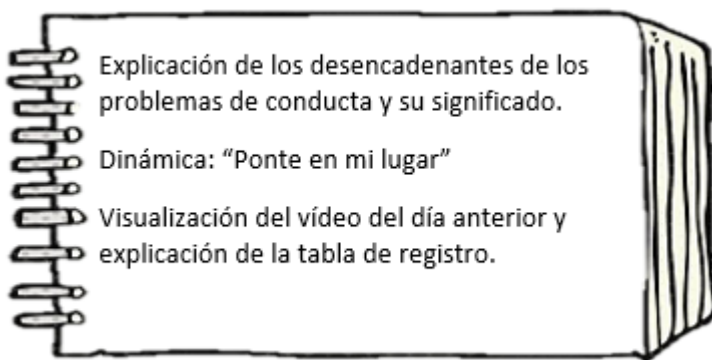 Explicación de los desencadenantes de los
problemas de conducta y su significado.
Dinámica: “Ponte en mi lugar”
Visualización del vídeo del día anterior y
explicación de la tabla de registro.